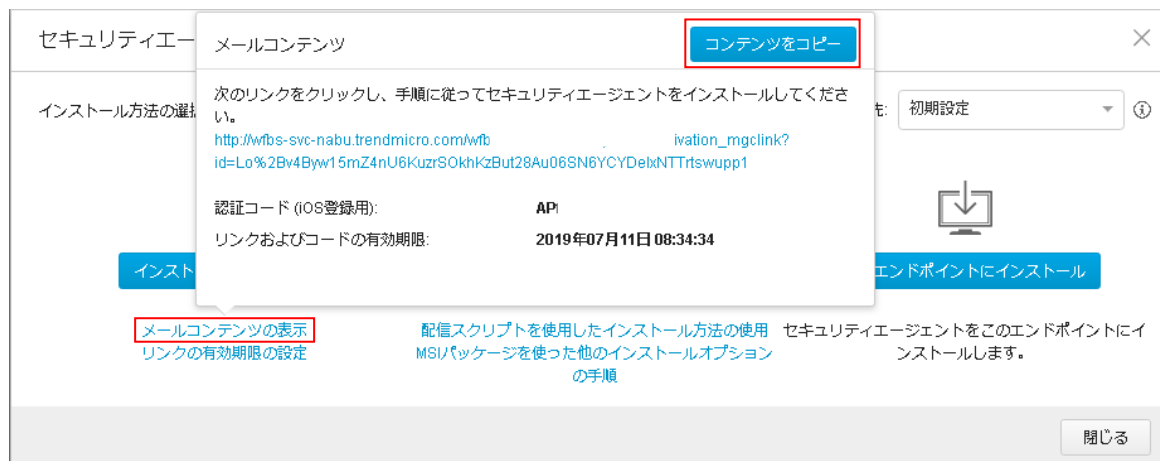 セキュリティエー
メールコンテンツ
コンテンツをコピー
次のリンクをクリックし、手順に従ってセキュリティエージェントをインストールしてくださ
い。
http://wfbs-svc-nabu.trendmicro.com/wfb ivation_mgclink?
id=Lo%2Bv4Byw15mZ4nU6KuzrSOkhKzBut28Au06SN6YCYDelxNTTrtswupp1
認証コード (iOS登録用): AP
リンクおよびコードの有効期限: 2019年07月11日 08:34:34
インストール方法の選
先: 初期設定
インスト
エンドポイントにインストール
メールコンテンツの表示
リンクの有効期限の設定
配信スクリプトを使用したインストール方法の使用
MSIパッケージを使った他のインストールオプション
の手順
セキュリティエージェントをこのエンドポイントにイ
ンストールします。
閉じる